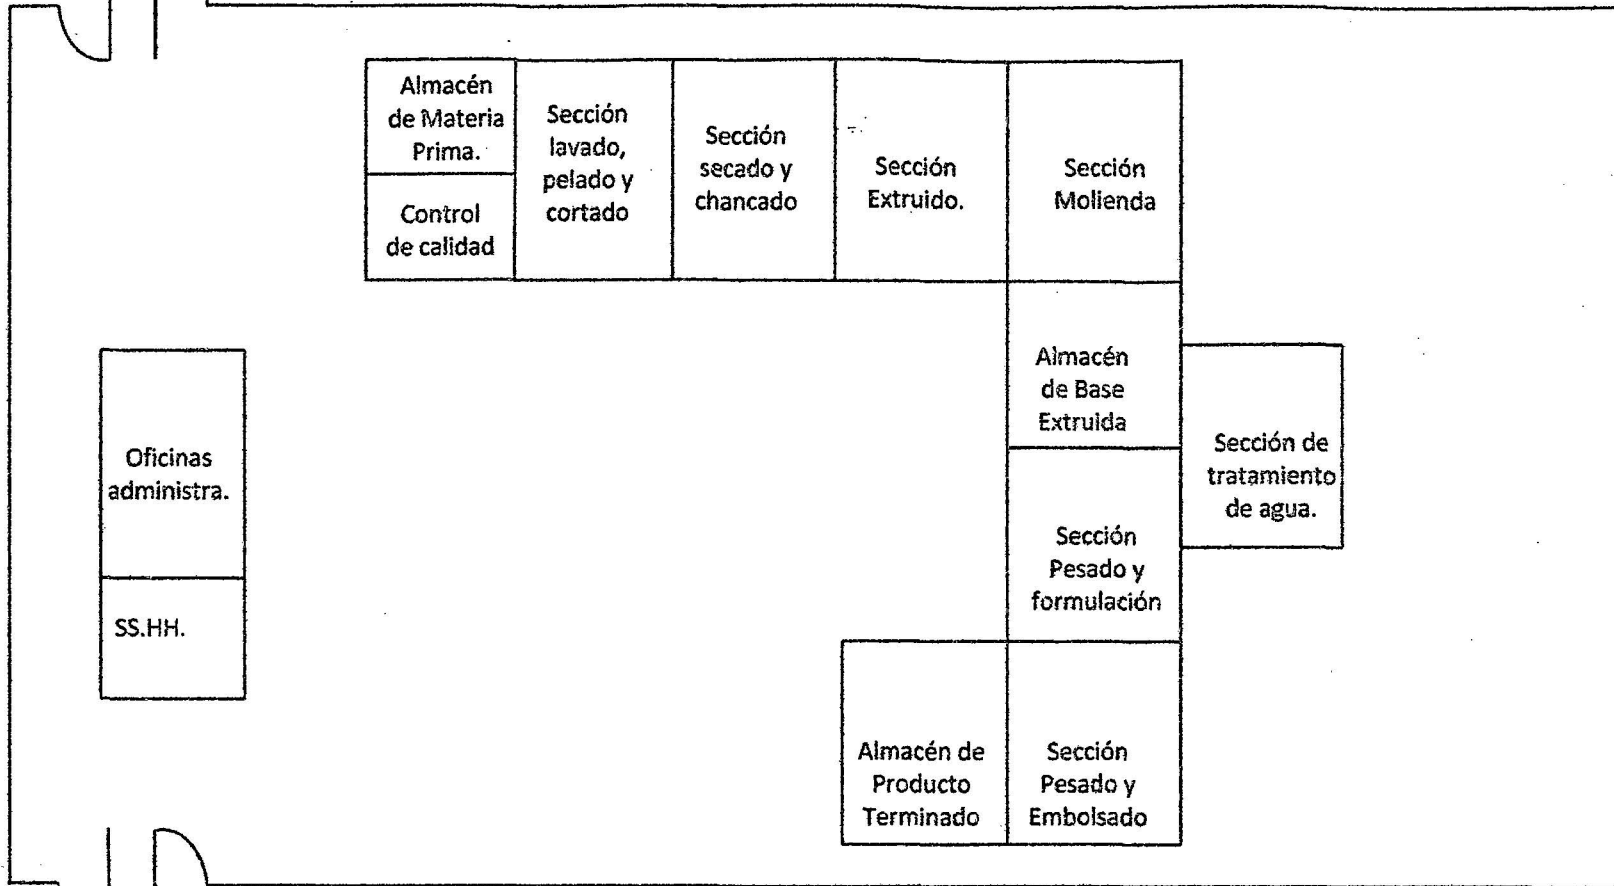 Almacén
de Materia
Prima.
Control
de calidad
Sección
lavado,
pelado y
cortado
Sección
secado y
chancado
Sección
Extruido.
Sección
Molienda
Almacén
de Base
Extruida
Sección de
tratamiento
de agua.
Oficinas
administra.
SS.HH.
Sección
Pesado y
formulación
Almacén de
Producto
Terminado
Sección
Pesado y
Embolsado